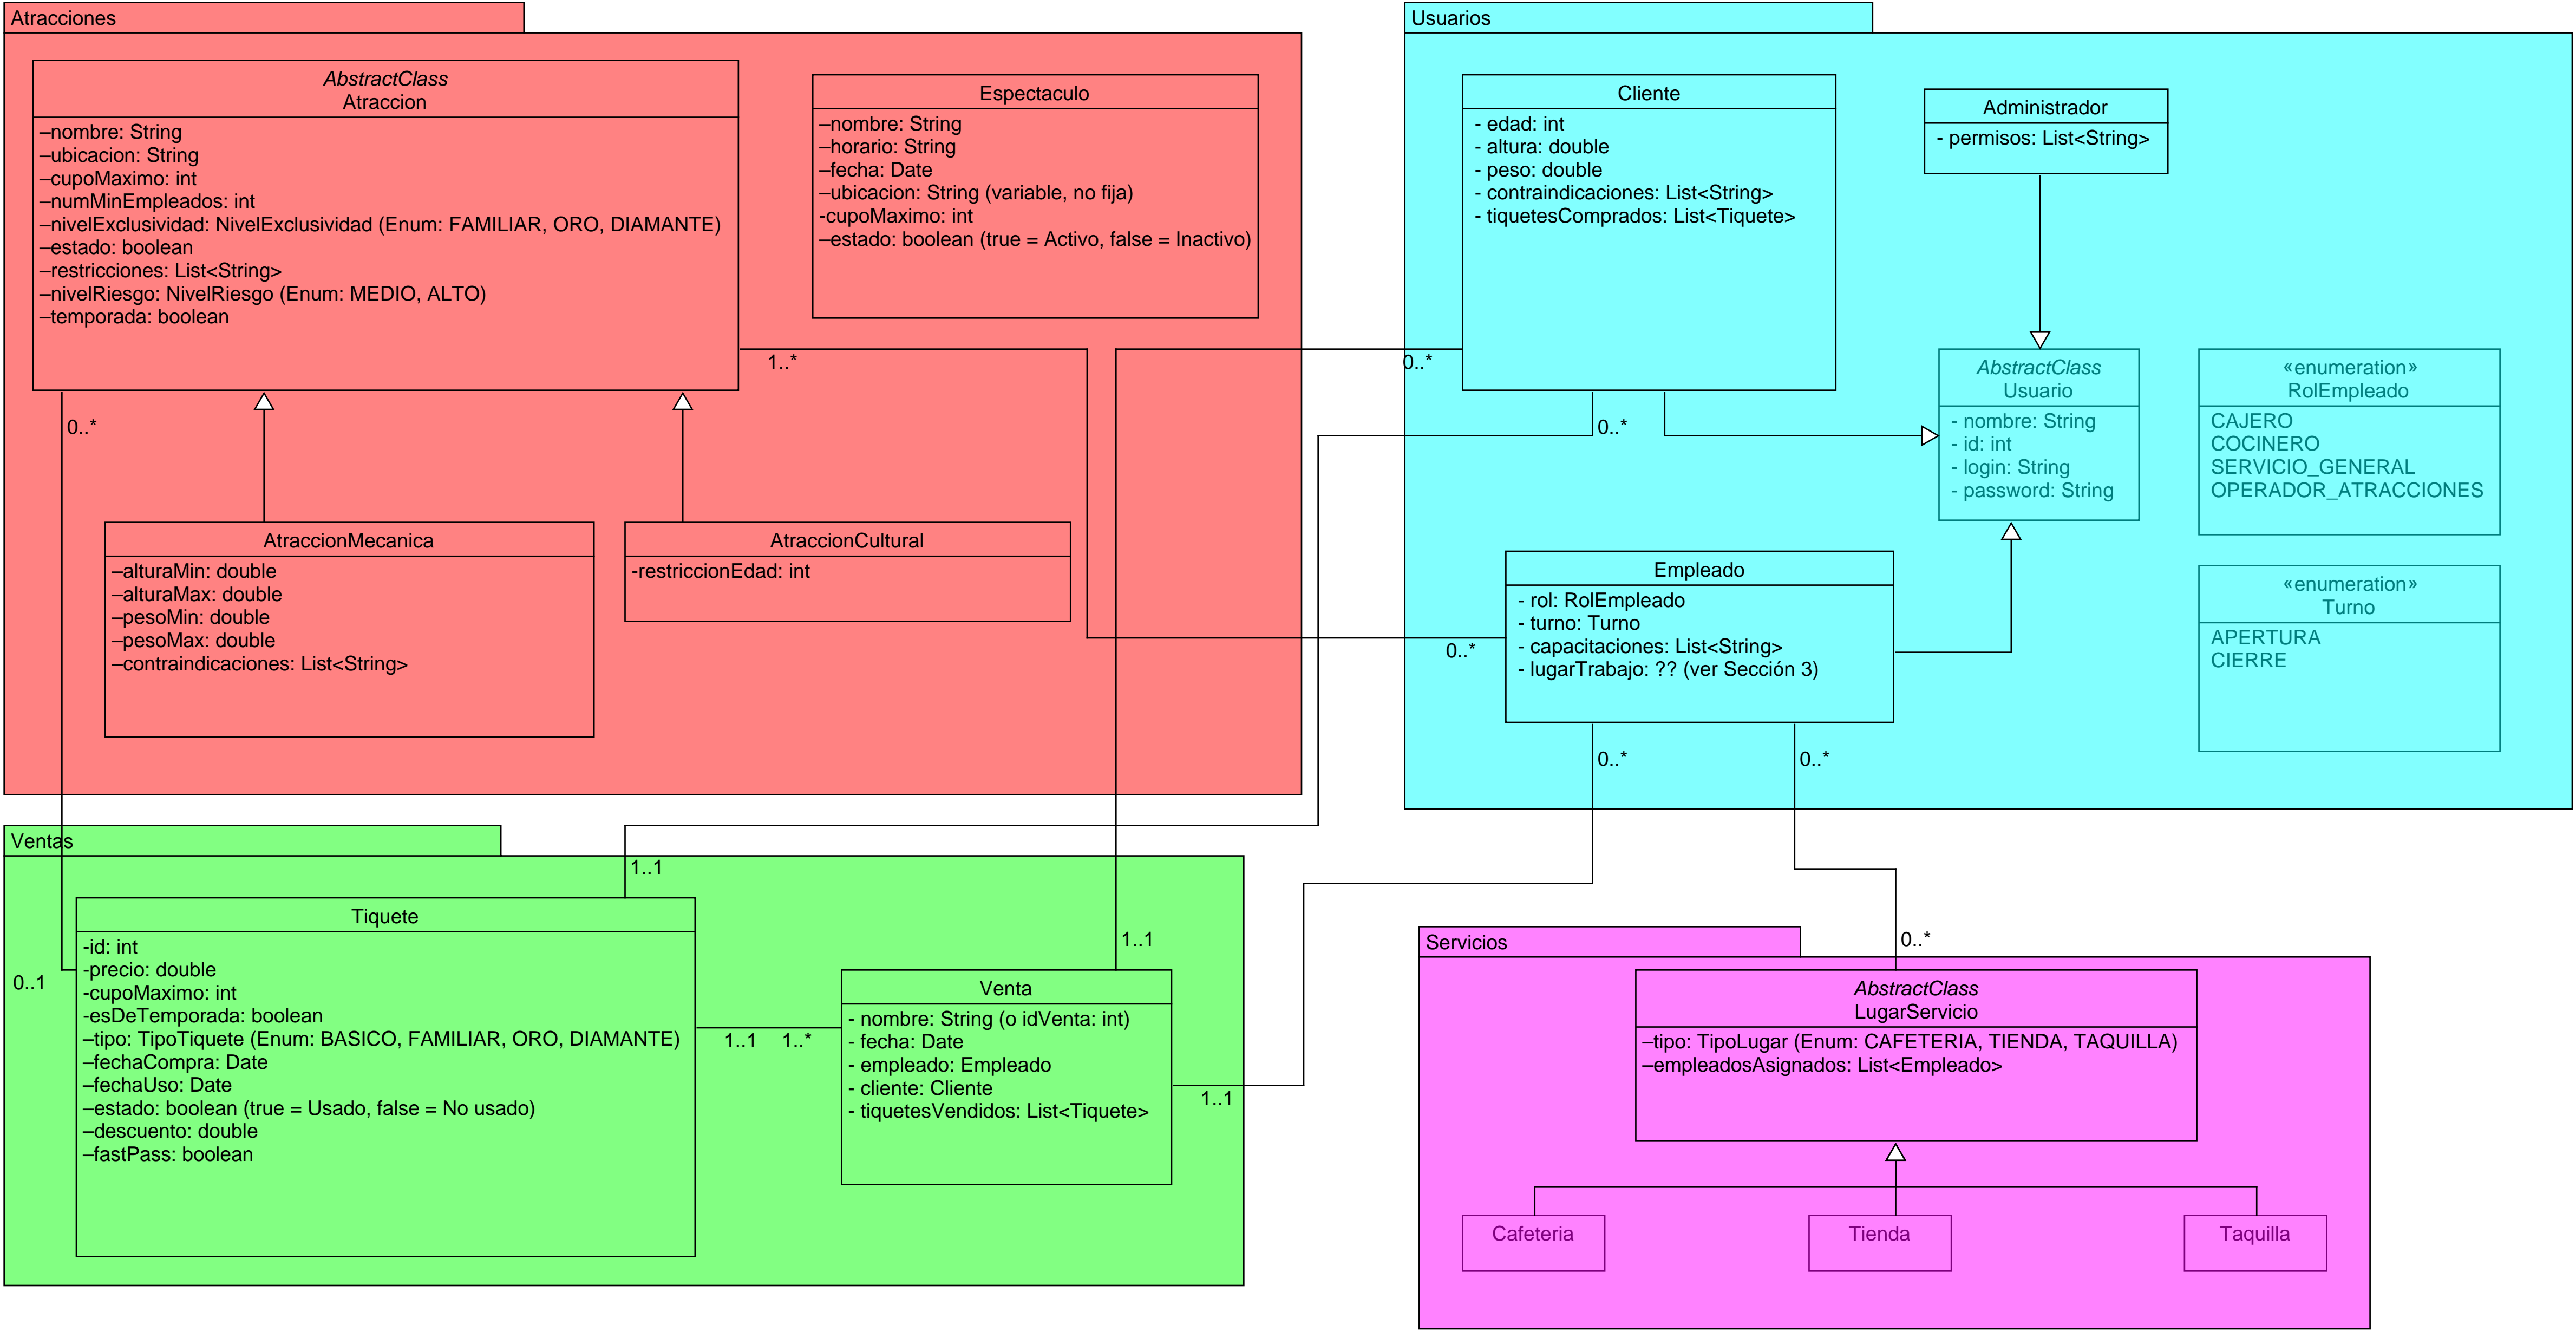 Atracciones
AbstractClass
Atraccion
–nombre: String
–ubicacion: String
–cupoMaximo: int
–numMinEmpleados: int
–nivelExclusividad: NivelExclusividad (Enum: FAMILIAR, ORO, DIAMANTE)
–estado: boolean
–restricciones: List<String>
–nivelRiesgo: NivelRiesgo (Enum: MEDIO, ALTO)
–temporada: boolean
Espectaculo
–nombre: String
–horario: String
–fecha: Date
–ubicacion: String (variable, no fija)
-cupoMaximo: int
–estado: boolean (true = Activo, false = Inactivo)
1..*
0..*
AtraccionMecanica
–alturaMin: double
–alturaMax: double
–pesoMin: double
–pesoMax: double
–contraindicaciones: List<String>
AtraccionCultural
-restriccionEdad: int
Usuarios
Cliente
- edad: int
- altura: double
- peso: double
- contraindicaciones: List<String>
- tiquetesComprados: List<Tiquete>
Administrador
- permisos: List<String>
0..*
0..*
AbstractClass
Usuario
- nombre: String
- id: int
- login: String
- password: String
«enumeration»
RolEmpleado
CAJERO
COCINERO
SERVICIO_GENERAL
OPERADOR_ATRACCIONES
Empleado
- rol: RolEmpleado
- turno: Turno
- capacitaciones: List<String>
- lugarTrabajo: ?? (ver Sección 3)
0..*
«enumeration»
Turno
APERTURA
CIERRE
0..*
0..*
Ventas
1..1
Tiquete
-id: int
-precio: double
-cupoMaximo: int
-esDeTemporada: boolean
–tipo: TipoTiquete (Enum: BASICO, FAMILIAR, ORO, DIAMANTE)
–fechaCompra: Date
–fechaUso: Date
–estado: boolean (true = Usado, false = No usado)
–descuento: double
–fastPass: boolean
0..1
1..1
1..*
1..1
Venta
- nombre: String (o idVenta: int)
- fecha: Date
- empleado: Empleado
- cliente: Cliente
- tiquetesVendidos: List<Tiquete>
1..1
Servicios
0..*
AbstractClass
LugarServicio
–tipo: TipoLugar (Enum: CAFETERIA, TIENDA, TAQUILLA)
–empleadosAsignados: List<Empleado>
Cafeteria
Tienda
Taquilla